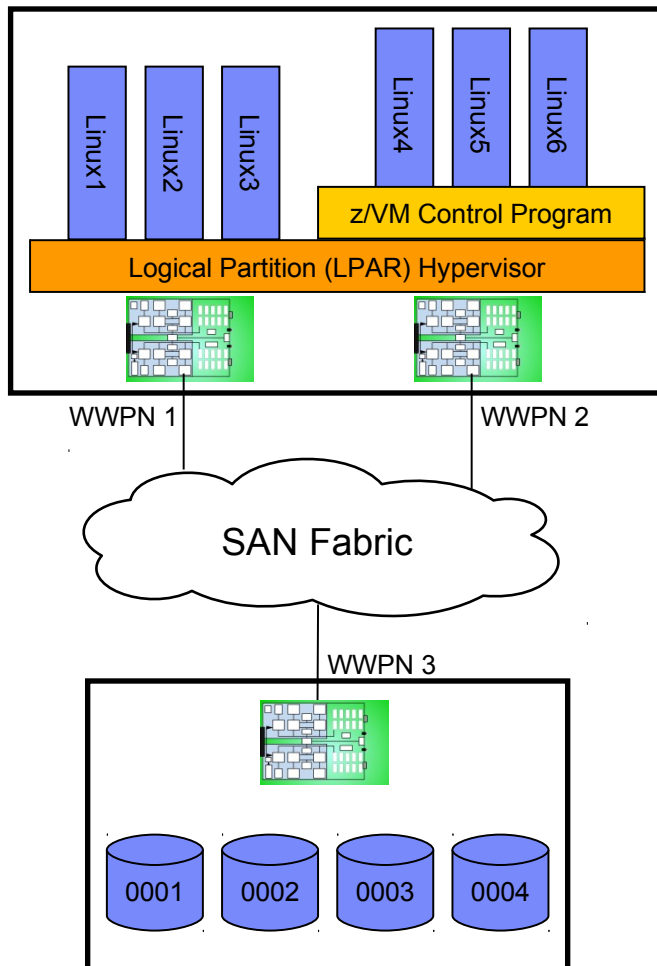 Linux1
Linux2
Linux3
Linux4
Linux5
Linux6
z/VM Control Program
Logical Partition (LPAR) Hypervisor
WWPN 1
WWPN 2
SAN Fabric
WWPN 3
0001
0002
0003
0004